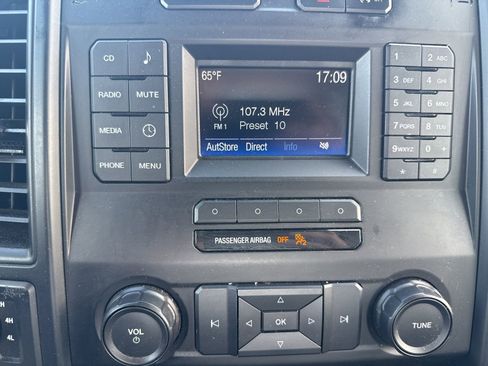 CD
RADIO MUTE
MEDIA
PHONE MENU
65°F 17:09
107.3 MHz
FM 1 Preset 10
AutStore Direct Info
1 2 ABC
3 DEF 4 GHI
5 JKL 6 MNO
7 PQRS 8 TUV
9 WXYZ 0 +
* #
PASSENGER AIRBAG OFF 2
VOL
OK
TUNE
H
4H
4L